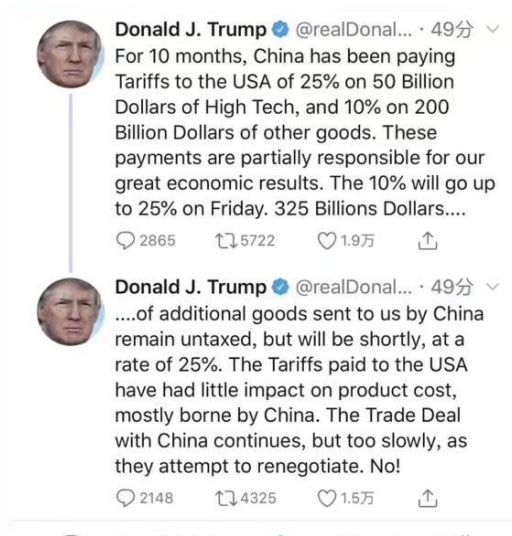 Donald J. Trump @realDonal... · 49分
For 10 months, China has been paying
Tariffs to the USA of 25% on 50 Billion
Dollars of High Tech, and 10% on 200
Billion Dollars of other goods. These
payments are partially responsible for our
great economic results. The 10% will go up
to 25% on Friday. 325 Billions Dollars....
2865 5722 1.9万
Donald J. Trump @realDonal... · 49分
....of additional goods sent to us by China
remain untaxed, but will be shortly, at a
rate of 25%. The Tariffs paid to the USA
have had little impact on product cost,
mostly borne by China. The Trade Deal
with China continues, but too slowly, as
they attempt to renegotiate. No!
2148 4325 1.5万